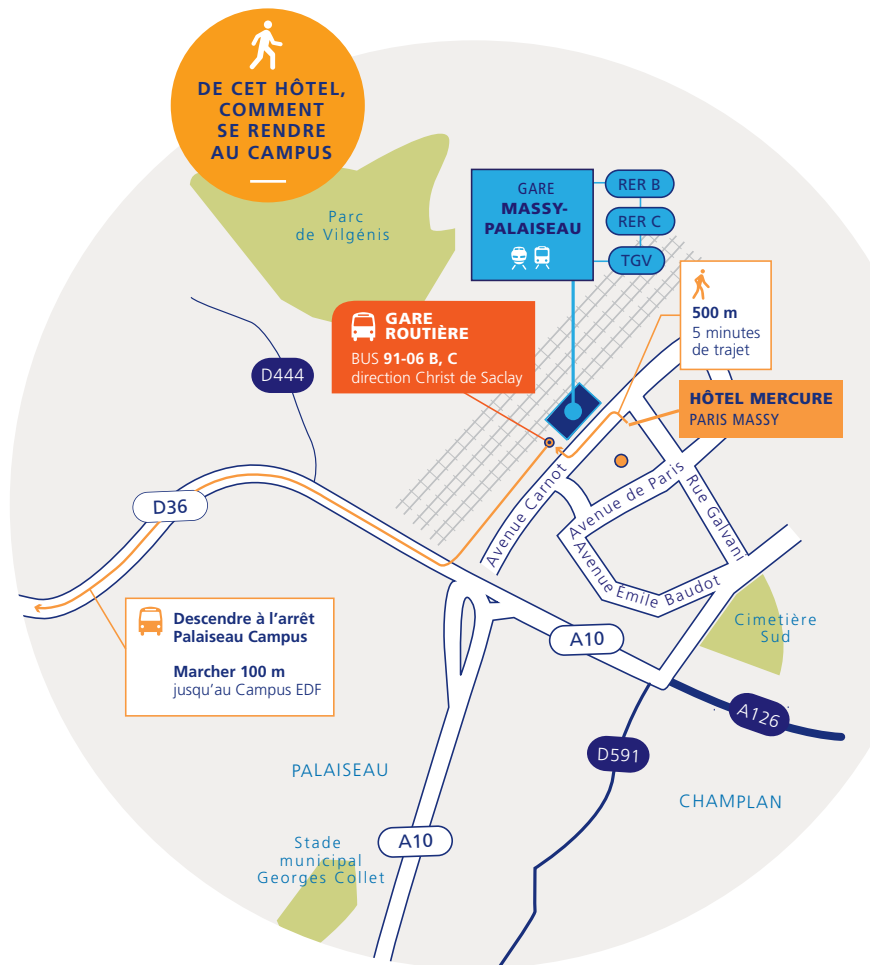 DE CET HÔTEL,
COMMENT
SE RENDRE
AU CAMPUS
Parc
de Vilgénis
GARE
MASSY-
PALAISEAU
RER B
RER C
TGV
500 m
5 minutes
de trajet
GARE
ROUTIÈRE
BUS 91-06 B, C
direction Christ de Saclay
HÔTEL MERCURE
PARIS MASSY
D444
D36
Avenue Carnot
Avenue de Paris
Rue Galvani
Avenue Émile Baudot
Descendre à l’arrêt
Palaiseau Campus
Marcher 100 m
jusqu’au Campus EDF
A10
Cimetière
Sud
A126
D591
PALAISEAU
CHAMPLAN
A10
Stade
municipal
Georges Collet